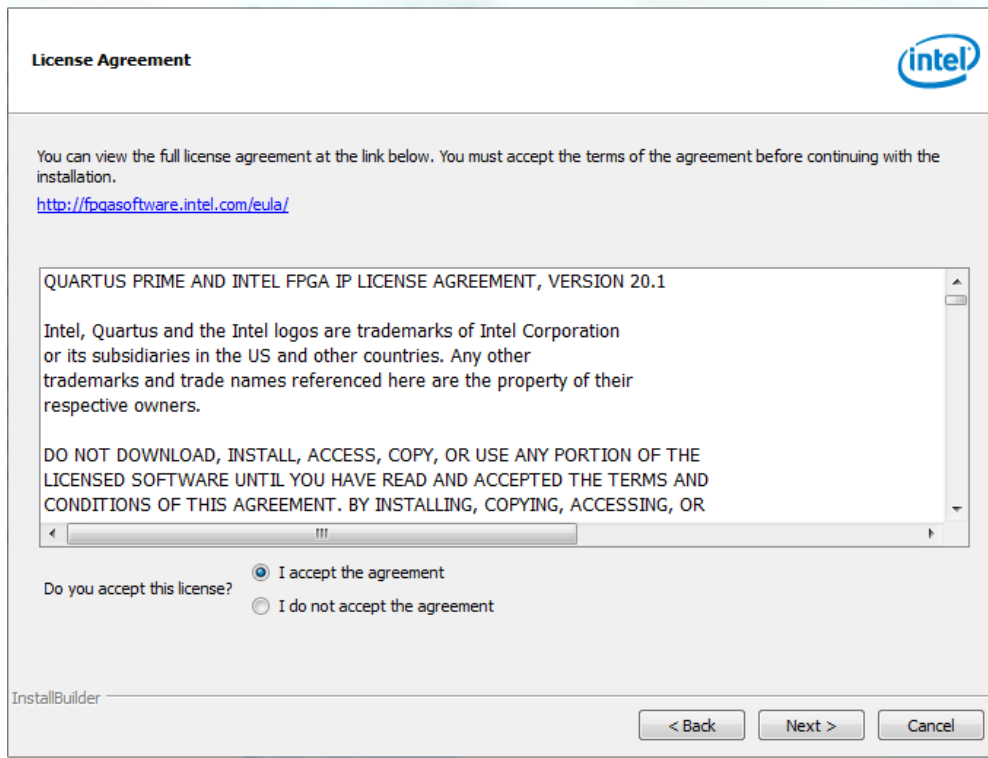 License Agreement
intel
You can view the full license agreement at the link below. You must accept the terms of the agreement before continuing with the
installation.
http://fpgasoftware.intel.com/eula/
QUARTUS PRIME AND INTEL FPGA IP LICENSE AGREEMENT, VERSION 20.1
Intel, Quartus and the Intel logos are trademarks of Intel Corporation
or its subsidiaries in the US and other countries. Any other
trademarks and trade names referenced here are the property of their
respective owners.
DO NOT DOWNLOAD, INSTALL, ACCESS, COPY, OR USE ANY PORTION OF THE
LICENSED SOFTWARE UNTIL YOU HAVE READ AND ACCEPTED THE TERMS AND
CONDITIONS OF THIS AGREEMENT. BY INSTALLING, COPYING, ACCESSING, OR
Do you accept this license?
I accept the agreement
I do not accept the agreement
InstallBuilder
< Back
Next >
Cancel